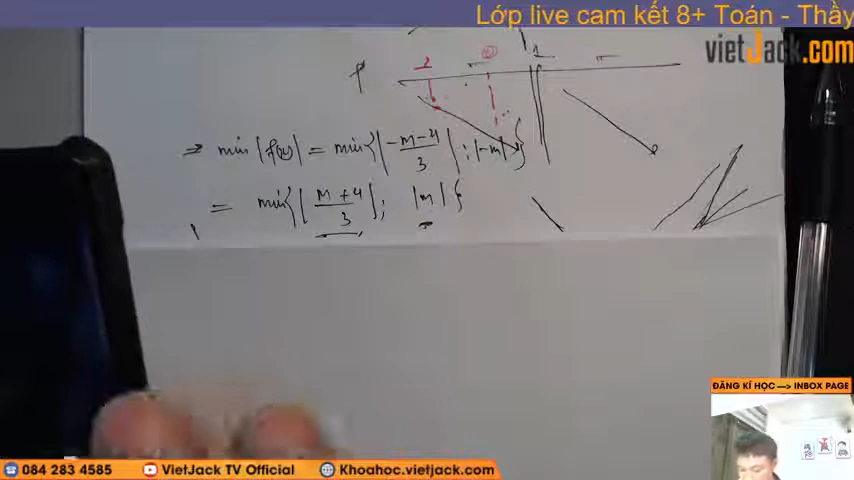 Lớp live cam kết 8+ Toán - Thầy
vietJack.com
f'
-2
0
1
⇒ min |f(x)| = min{|-m-4/3| ; |-m|}
= min{|m+4/3| ; |m|}
ĐĂNG KÍ HỌC —> INBOX PAGE
084 283 4585
VietJack TV Official
Khoahoc.vietjack.com